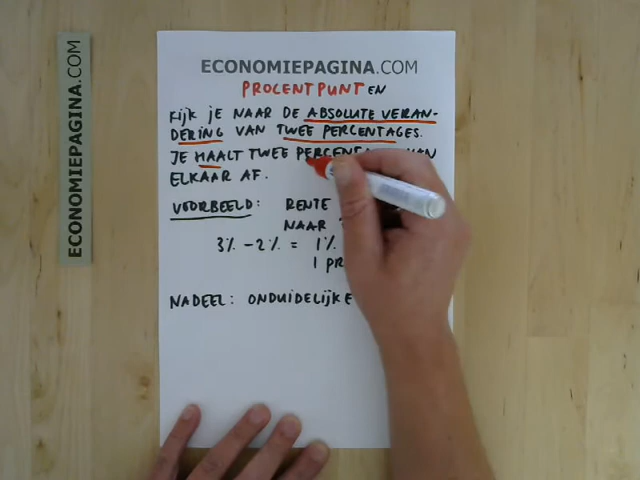 ECONOMIEPAGINA.COM
ECONOMIEPAGINA.COM
PROCENTPUNTEN
KIJK JE NAAR DE ABSOLUTE VERAN-
DERING VAN TWEE PERCENTAGES.
JE HAALT TWEE VAN
ELKAAR AF.
VOORBEELD: RENTE
NAAR
3% - 2% = 1%
1
NADEEL: ONDUIDELIJK